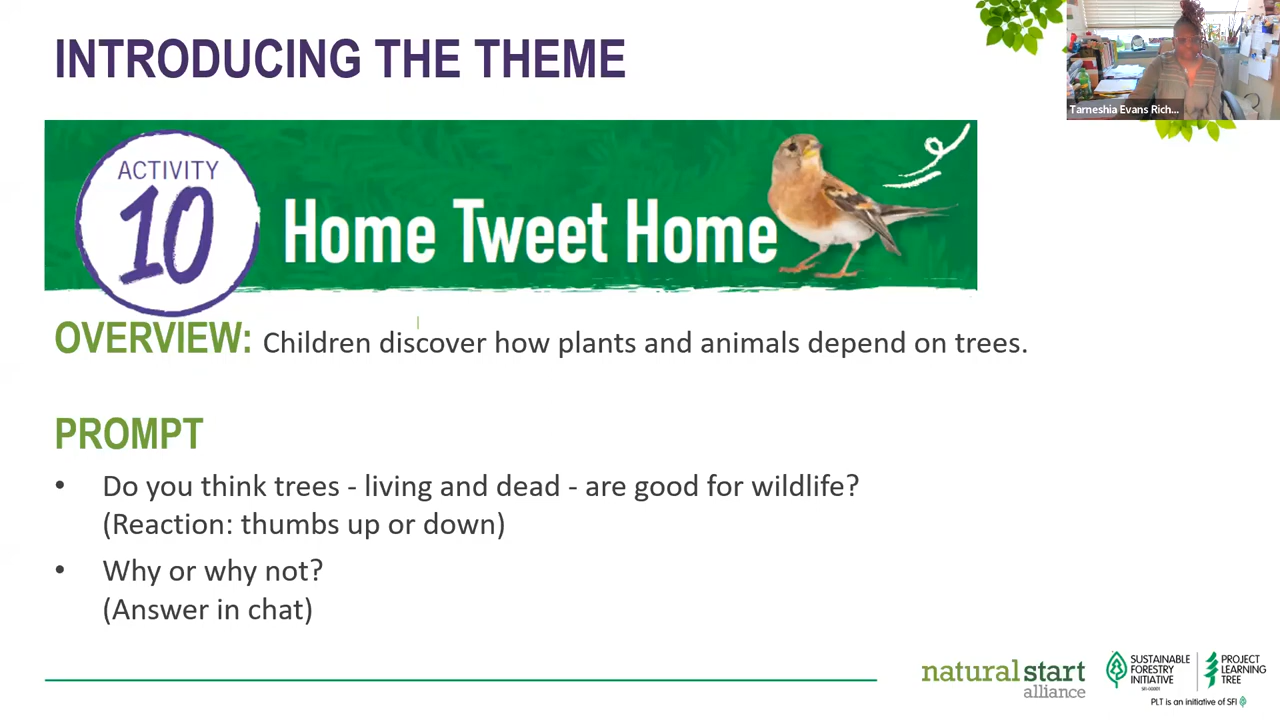 INTRODUCING THE THEME
Tameshia Evans Rich...
ACTIVITY
10
Home Tweet Home
OVERVIEW: Children discover how plants and animals depend on trees.
PROMPT
• Do you think trees - living and dead - are good for wildlife?
(Reaction: thumbs up or down)
• Why or why not?
(Answer in chat)
natural start
alliance
SUSTAINABLE
FORESTRY
INITIATIVE
PROJECT
LEARNING
TREE
PLT is an initiative of SFI